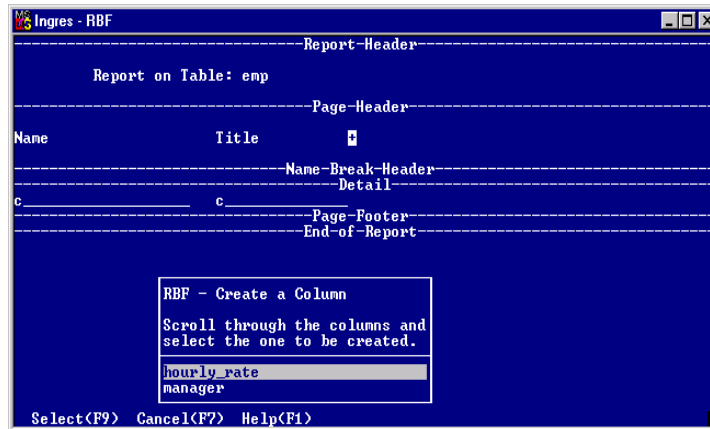 Ingres - RBF
Report-Header
Report on Table: emp
Page-Header
Name Title +
Name-Break-Header
Detail
c_____________________ c_______________
Page-Footer
End-of-Report
RBF - Create a Column
Scroll through the columns and
select the one to be created.
hourly_rate
manager
Select(F9) Cancel(F7) Help(F1)